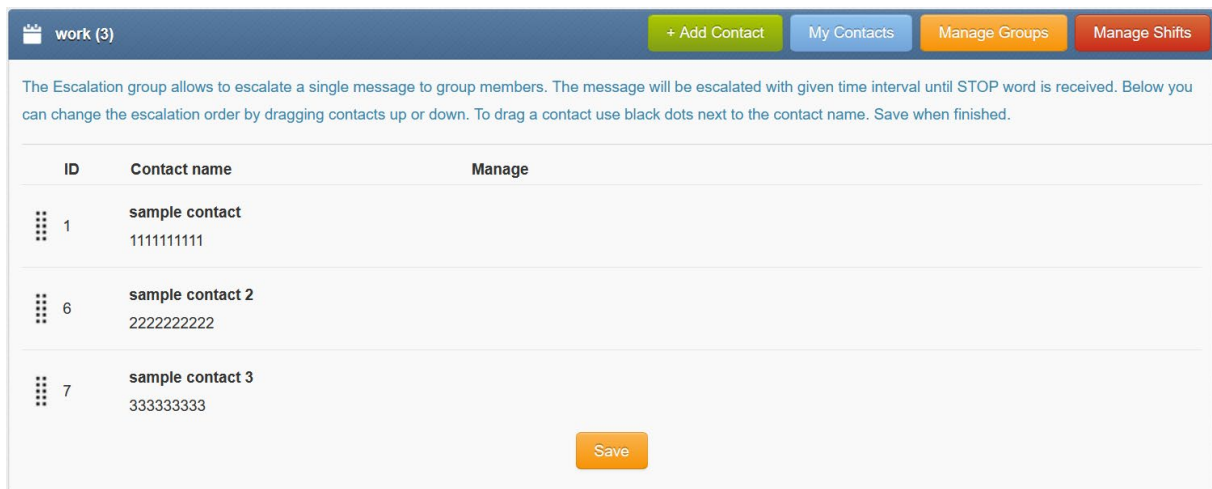 work (3)
+ Add Contact
My Contacts
Manage Groups
Manage Shifts
The Escalation group allows to escalate a single message to group members. The message will be escalated with given time interval until STOP word is received. Below you
can change the escalation order by dragging contacts up or down. To drag a contact use black dots next to the contact name. Save when finished.
ID Contact name Manage
sample contact
1
1111111111
sample contact 2
6
2222222222
sample contact 3
7
333333333
Save